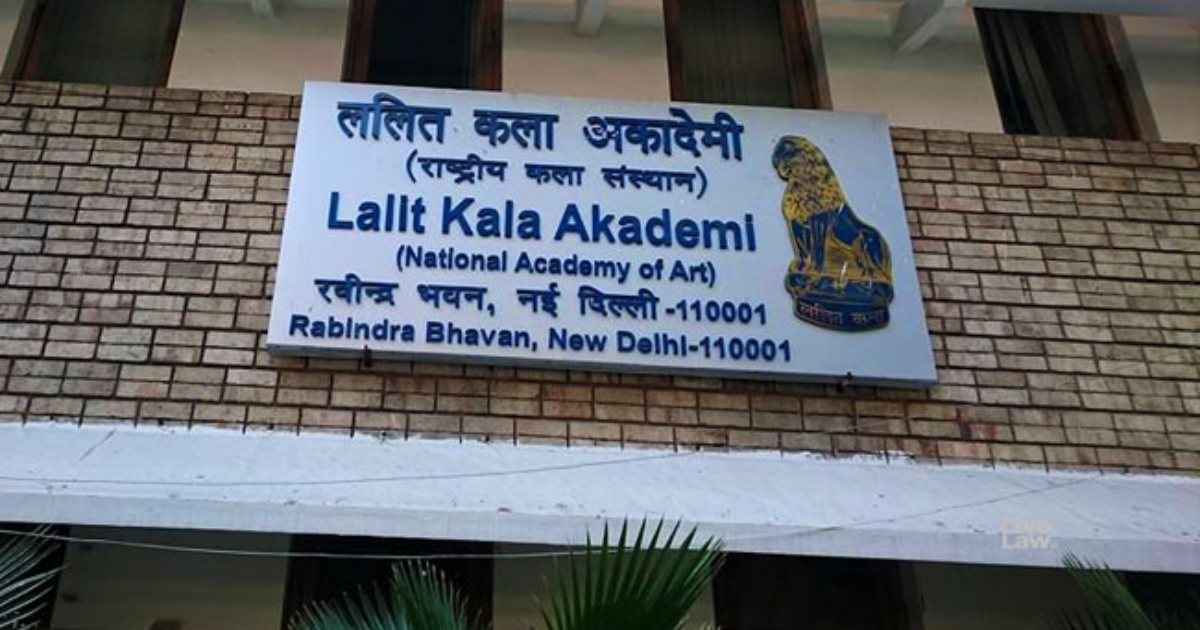 ललित कला अकादेमी
(राष्ट्रीय कला संस्थान)
Lalit Kala Akademi
(National Academy of Art)
रवीन्द्र भवन, नई दिल्ली -110001
Rabindra Bhavan, New Delhi-110001
ललित कला
Live
Law.